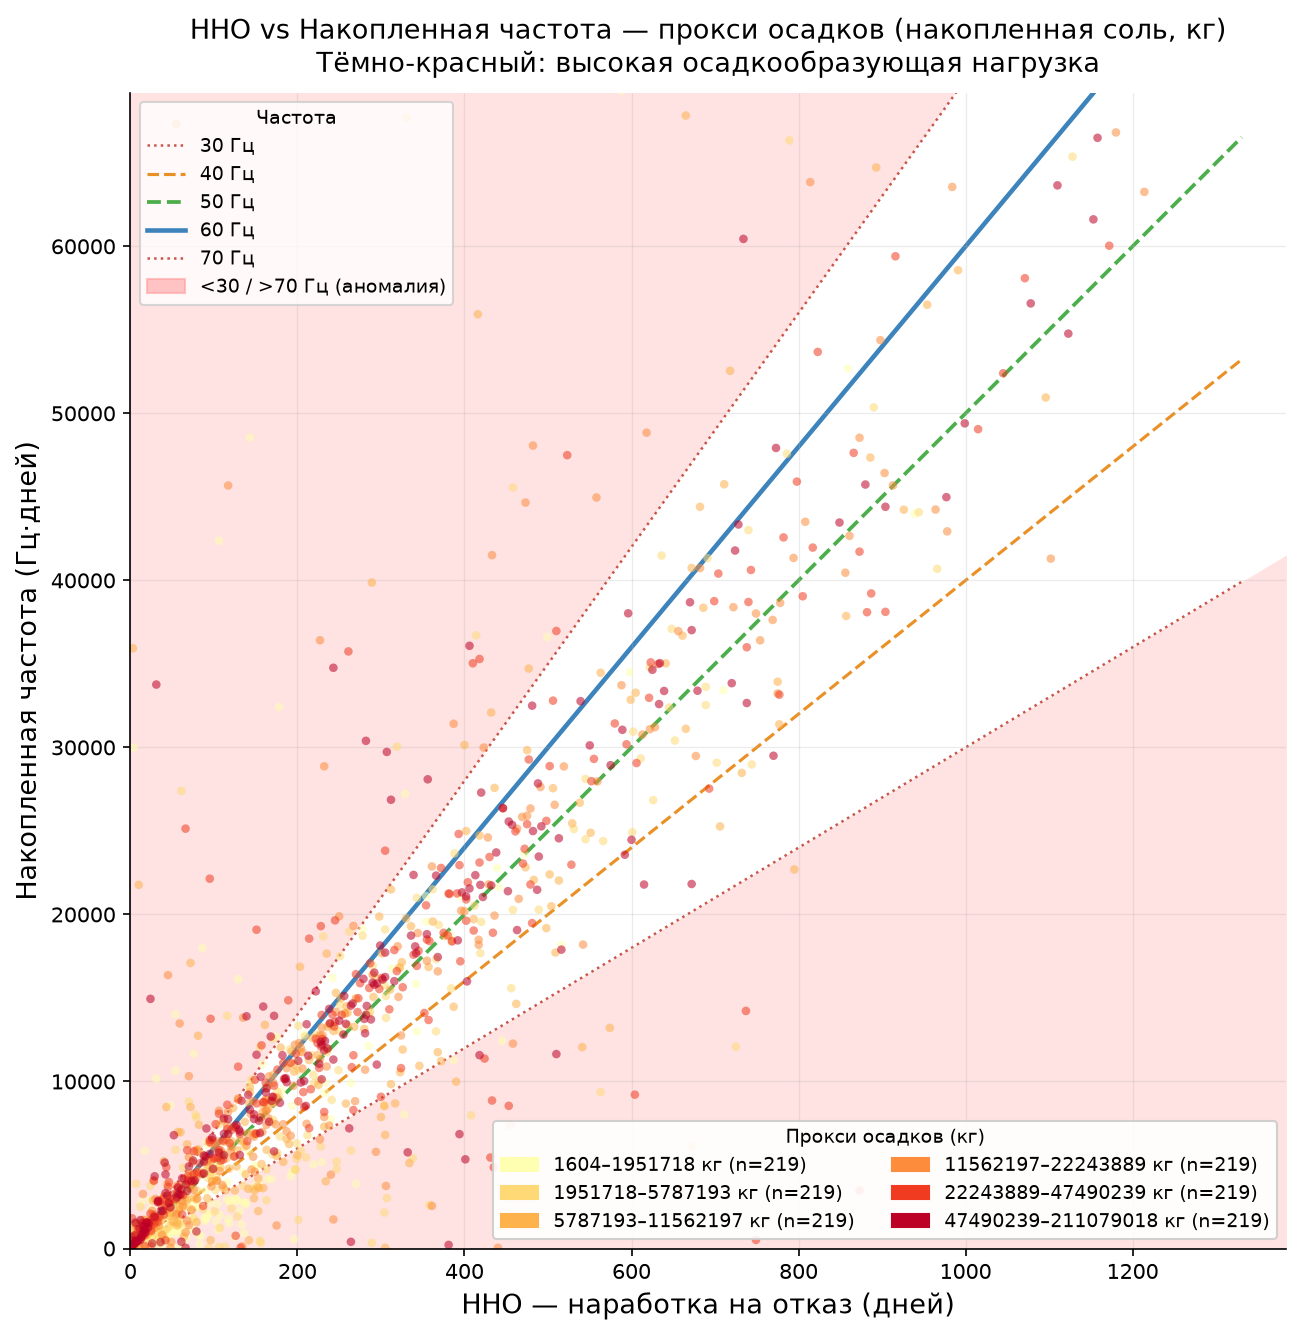 ННО vs Накопленная частота — прокси осадков (накопленная соль, кг)
Тёмно-красный: высокая осадкообразующая нагрузка
Накопленная частота (Гц·дней)
60000
50000
40000
30000
20000
10000
0
Частота
30 Гц
40 Гц
50 Гц
60 Гц
70 Гц
<30 / >70 Гц (аномалия)
Прокси осадков (кг)
1604–1951718 кг (n=219)
1951718–5787193 кг (n=219)
5787193–11562197 кг (n=219)
11562197–22243889 кг (n=219)
22243889–47490239 кг (n=219)
47490239–211079018 кг (n=219)
0 200 400 600 800 1000 1200
ННО — наработка на отказ (дней)